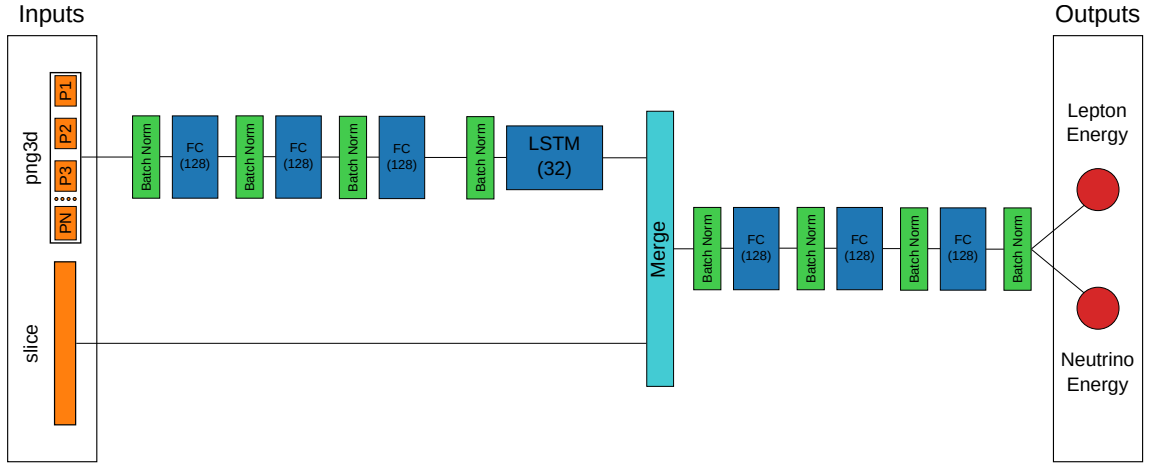 Inputs
Outputs
png3d
P1
P2
P3
PN
slice
Batch Norm
FC
(128)
Batch Norm
FC
(128)
Batch Norm
FC
(128)
Batch Norm
LSTM
(32)
Merge
Batch Norm
FC
(128)
Batch Norm
FC
(128)
Batch Norm
FC
(128)
Batch Norm
Lepton
Energy
Neutrino
Energy